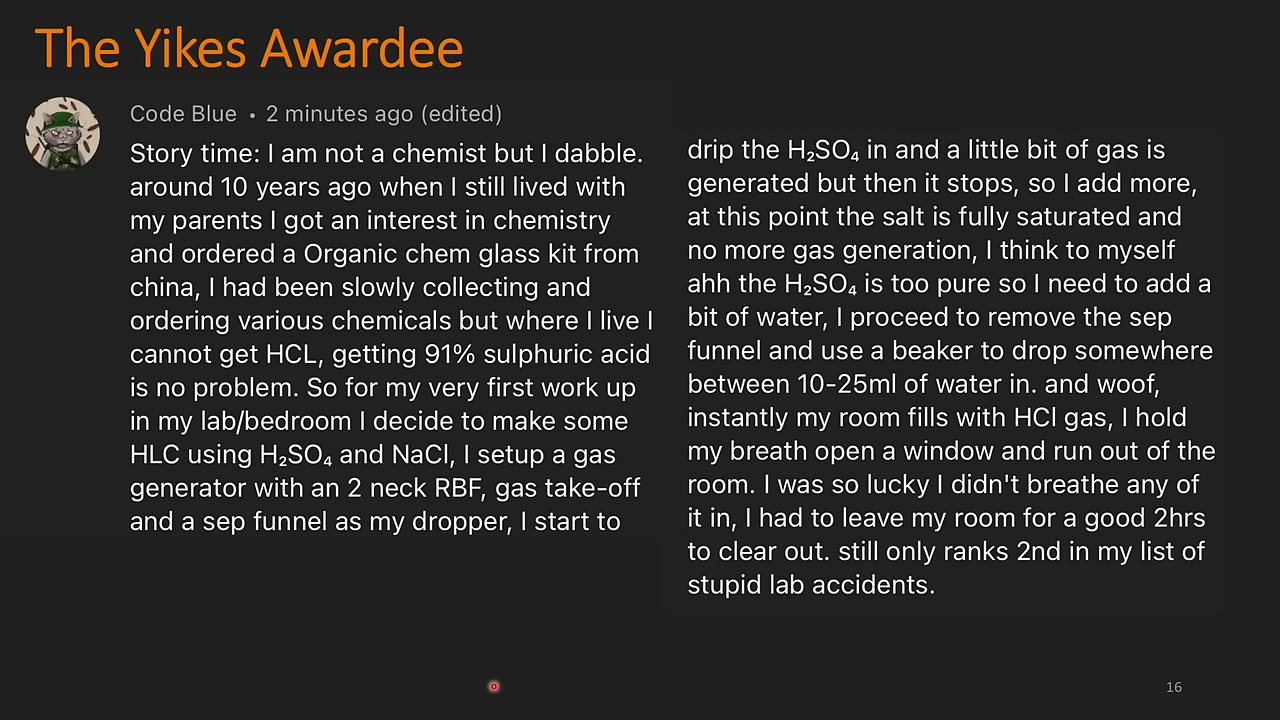 The Yikes Awardee
Code Blue • 2 minutes ago (edited)
Story time: I am not a chemist but I dabble.
around 10 years ago when I still lived with
my parents I got an interest in chemistry
and ordered a Organic chem glass kit from
china, I had been slowly collecting and
ordering various chemicals but where I live I
cannot get HCL, getting 91% sulphuric acid
is no problem. So for my very first work up
in my lab/bedroom I decide to make some
HLC using H₂SO₄ and NaCl, I setup a gas
generator with an 2 neck RBF, gas take-off
and a sep funnel as my dropper, I start to
drip the H₂SO₄ in and a little bit of gas is
generated but then it stops, so I add more,
at this point the salt is fully saturated and
no more gas generation, I think to myself
ahh the H₂SO₄ is too pure so I need to add a
bit of water, I proceed to remove the sep
funnel and use a beaker to drop somewhere
between 10-25ml of water in. and woof,
instantly my room fills with HCl gas, I hold
my breath open a window and run out of the
room. I was so lucky I didn't breathe any of
it in, I had to leave my room for a good 2hrs
to clear out. still only ranks 2nd in my list of
stupid lab accidents.
16